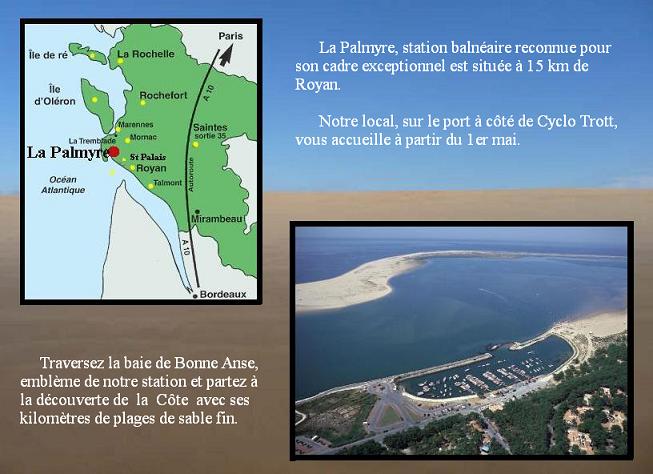 Paris
Île de ré
La Rochelle
Île
d'Oléron
Rochefort
A 10
Marennes
Saintes
sortie 35
La Tremblade
Mornac
La Palmyre
St Palais
Royan
Autoroute
Océan
Atlantique
Talmont
Mirambeau
A 10
Bordeaux
La Palmyre, station balnéaire reconnue pour
son cadre exceptionnel est située à 15 km de
Royan.
Notre local, sur le port à côté de Cyclo Trott,
vous accueille à partir du 1er mai.
Traversez la baie de Bonne Anse,
emblème de notre station et partez à
la découverte de la Côte avec ses
kilomètres de plages de sable fin.